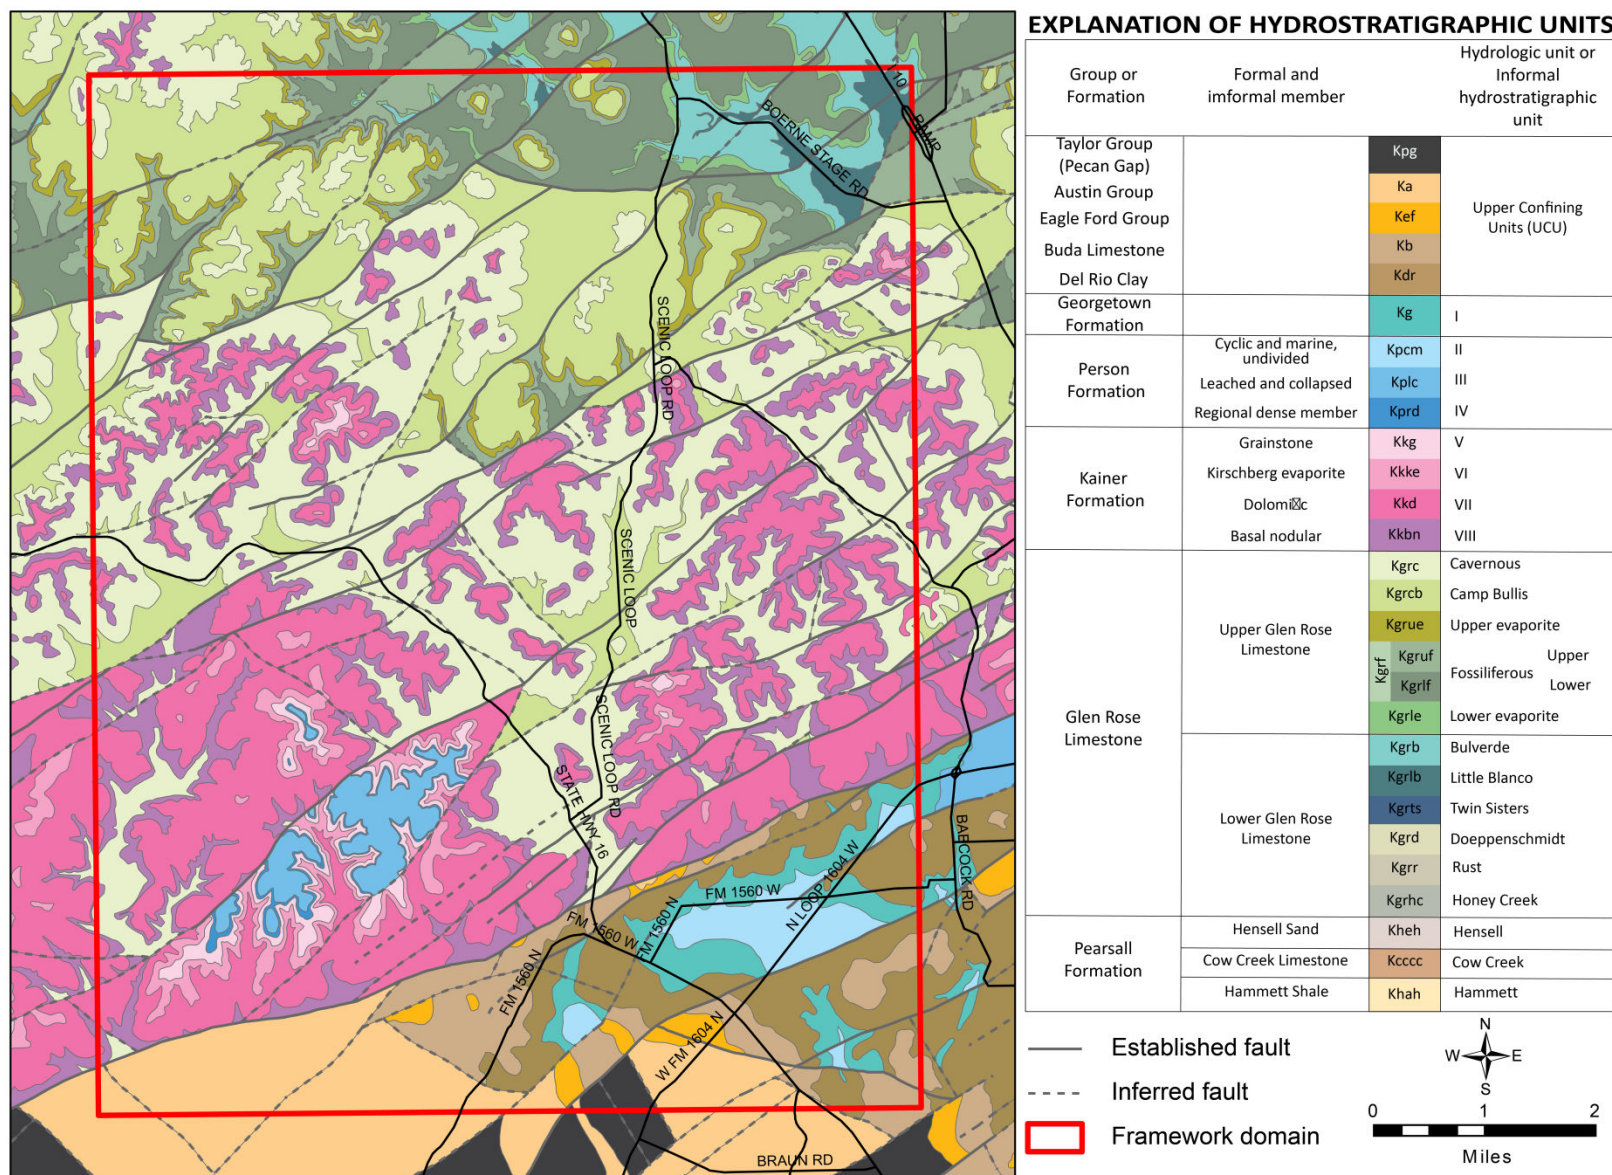 EXPLANATION OF HYDROSTRATIGRAPHIC UNITS
Group or
Formation
Formal and
imformal member
Hydrologic unit or
Informal
hydrostratigraphic
unit
Taylor Group
(Pecan Gap)
Kpg
Austin Group
Ka
Eagle Ford Group
Kef
Buda Limestone
Kb
Del Rio Clay
Kdr
Upper Confining
Units (UCU)
Georgetown
Formation
Kg
I
Person
Formation
Cyclic and marine,
undivided
Kpcm
II
Leached and collapsed
Kplc
III
Regional dense member
Kprd
IV
Kainer
Formation
Grainstone
Kkg
V
Kirschberg evaporite
Kkke
VI
Dolomi☒c
Kkd
VII
Basal nodular
Kkbn
VIII
Glen Rose
Limestone
Upper Glen Rose
Limestone
Kgrc
Cavernous
Kgrcb
Camp Bullis
Kgrue
Upper evaporite
Kgrf
Kgruf
Kgrlf
Fossiliferous
Upper
Lower
Kgrle
Lower evaporite
Lower Glen Rose
Limestone
Kgrb
Bulverde
Kgrlb
Little Blanco
Kgrts
Twin Sisters
Kgrd
Doeppenschmidt
Kgrr
Rust
Kgrhc
Honey Creek
Pearsall
Formation
Hensell Sand
Kheh
Hensell
Cow Creek Limestone
Kcccc
Cow Creek
Hammett Shale
Khah
Hammett
Established fault
Inferred fault
Framework domain
N
W
E
S
0 1 2
Miles
I 10
RAMP
BOERNE STAGE RD
SCENIC LOOP RD
SCENIC LOOP
SCENIC LOOP RD
STATE HWY 16
BABCOCK RD
N LOOP 1604 W
FM 1560 W
FM 1560 N
FM 1560 W
FM 1560 N
W FM 1604 N
BRAUN RD